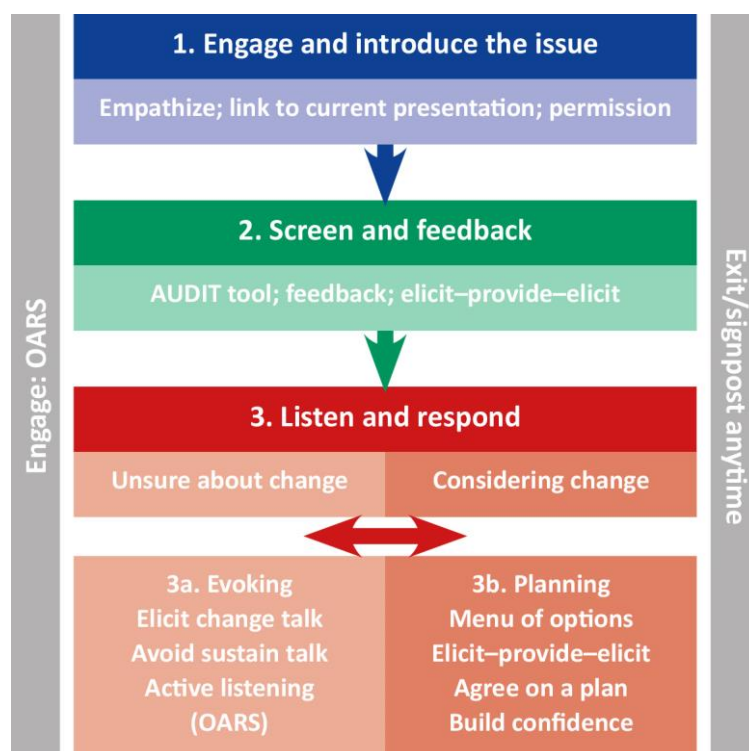 1. Engage and introduce the issue
Empathize; link to current presentation; permission
2. Screen and feedback
AUDIT tool; feedback; elicit–provide–elicit
3. Listen and respond
Unsure about change
Considering change
3a. Evoking
Elicit change talk
Avoid sustain talk
Active listening
(OARS)
3b. Planning
Menu of options
Elicit–provide–elicit
Agree on a plan
Build confidence
Engage: OARS
Exit/signpost anytime